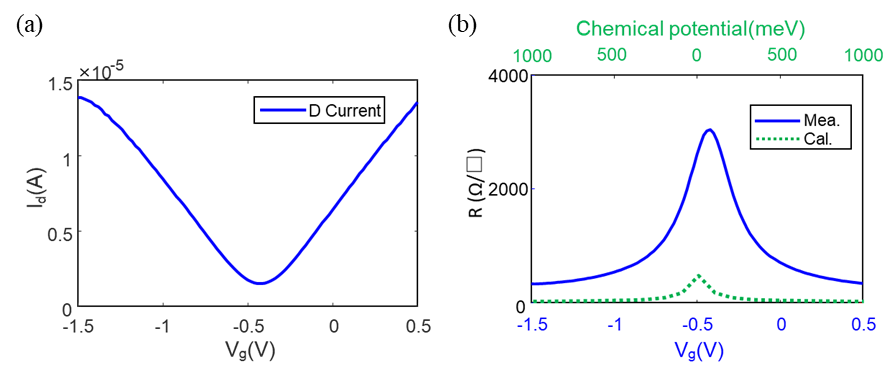 (a)
×10^-5
1.5
1
0.5
0
I_d(A)
D Current
-1.5 -1 -0.5 0 0.5
V_g(V)
(b)
Chemical potential(meV)
1000 500 0 500 1000
4000
2000
0
R (Ω/□)
Mea.
Cal.
-1.5 -1 -0.5 0 0.5
V_g(V)